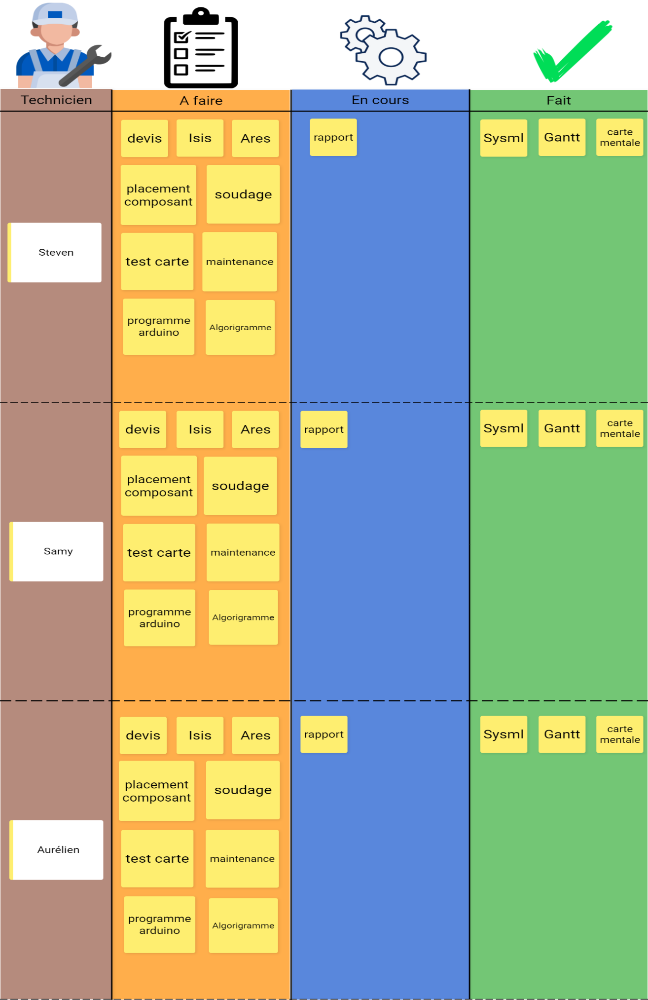 Technicien
A faire
En cours
Fait
devis
Isis
Ares
rapport
Sysml
Gantt
carte
mentale
placement
composant
soudage
Steven
test carte
maintenance
programme
arduino
Algorigramme
devis
Isis
Ares
rapport
Sysml
Gantt
carte
mentale
placement
composant
soudage
Samy
test carte
maintenance
programme
arduino
Algorigramme
devis
Isis
Ares
rapport
Sysml
Gantt
carte
mentale
placement
composant
soudage
Aurélien
test carte
maintenance
programme
arduino
Algorigramme